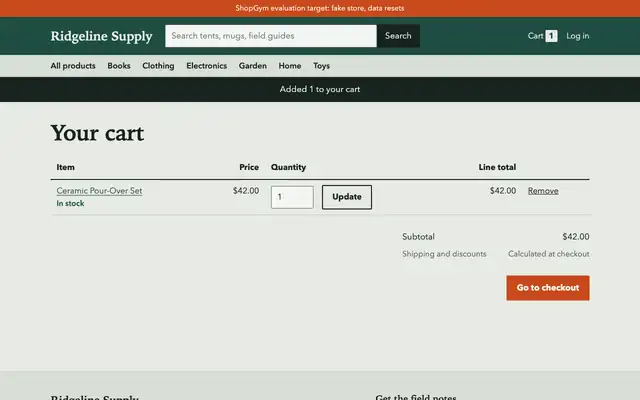 ShopGym evaluation target: fake store, data resets
Ridgeline Supply
Search tents, mugs, field guides
Search
Cart 1
Log in
All products Books Clothing Electronics Garden Home Toys
Added 1 to your cart
Your cart
Item Price Quantity Line total
Ceramic Pour-Over Set $42.00 1 Update $42.00 Remove
In stock
Subtotal $42.00
Shipping and discounts Calculated at checkout
Go to checkout
Ridgeline Supply
Get the field notes